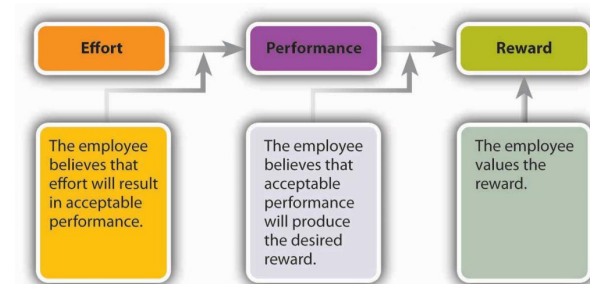 Effort
Performance
Reward
The employee
believes that
effort will result
in acceptable
performance.
The employee
believes that
acceptable
performance
will produce
the desired
reward.
The employee
values the
reward.